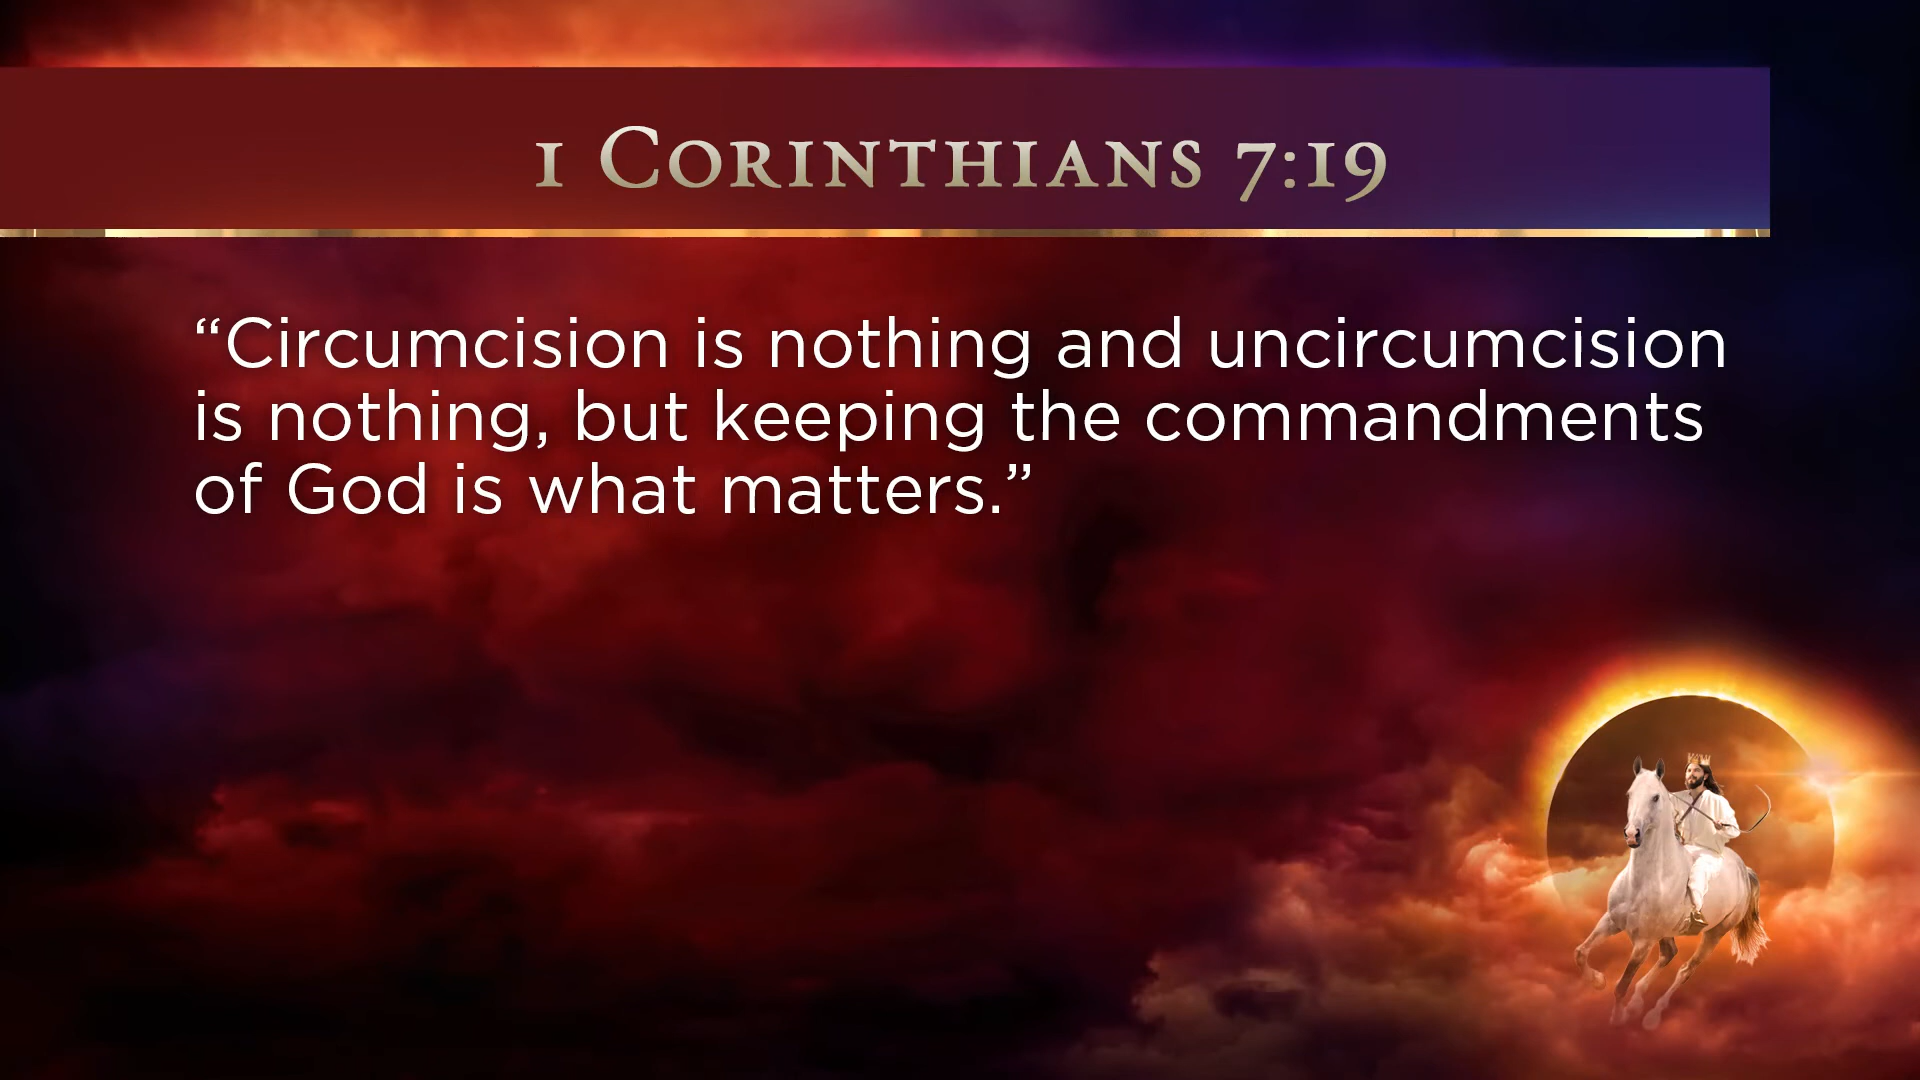 1 Corinthians 7:19
“Circumcision is nothing and uncircumcision
is nothing, but keeping the commandments
of God is what matters.”